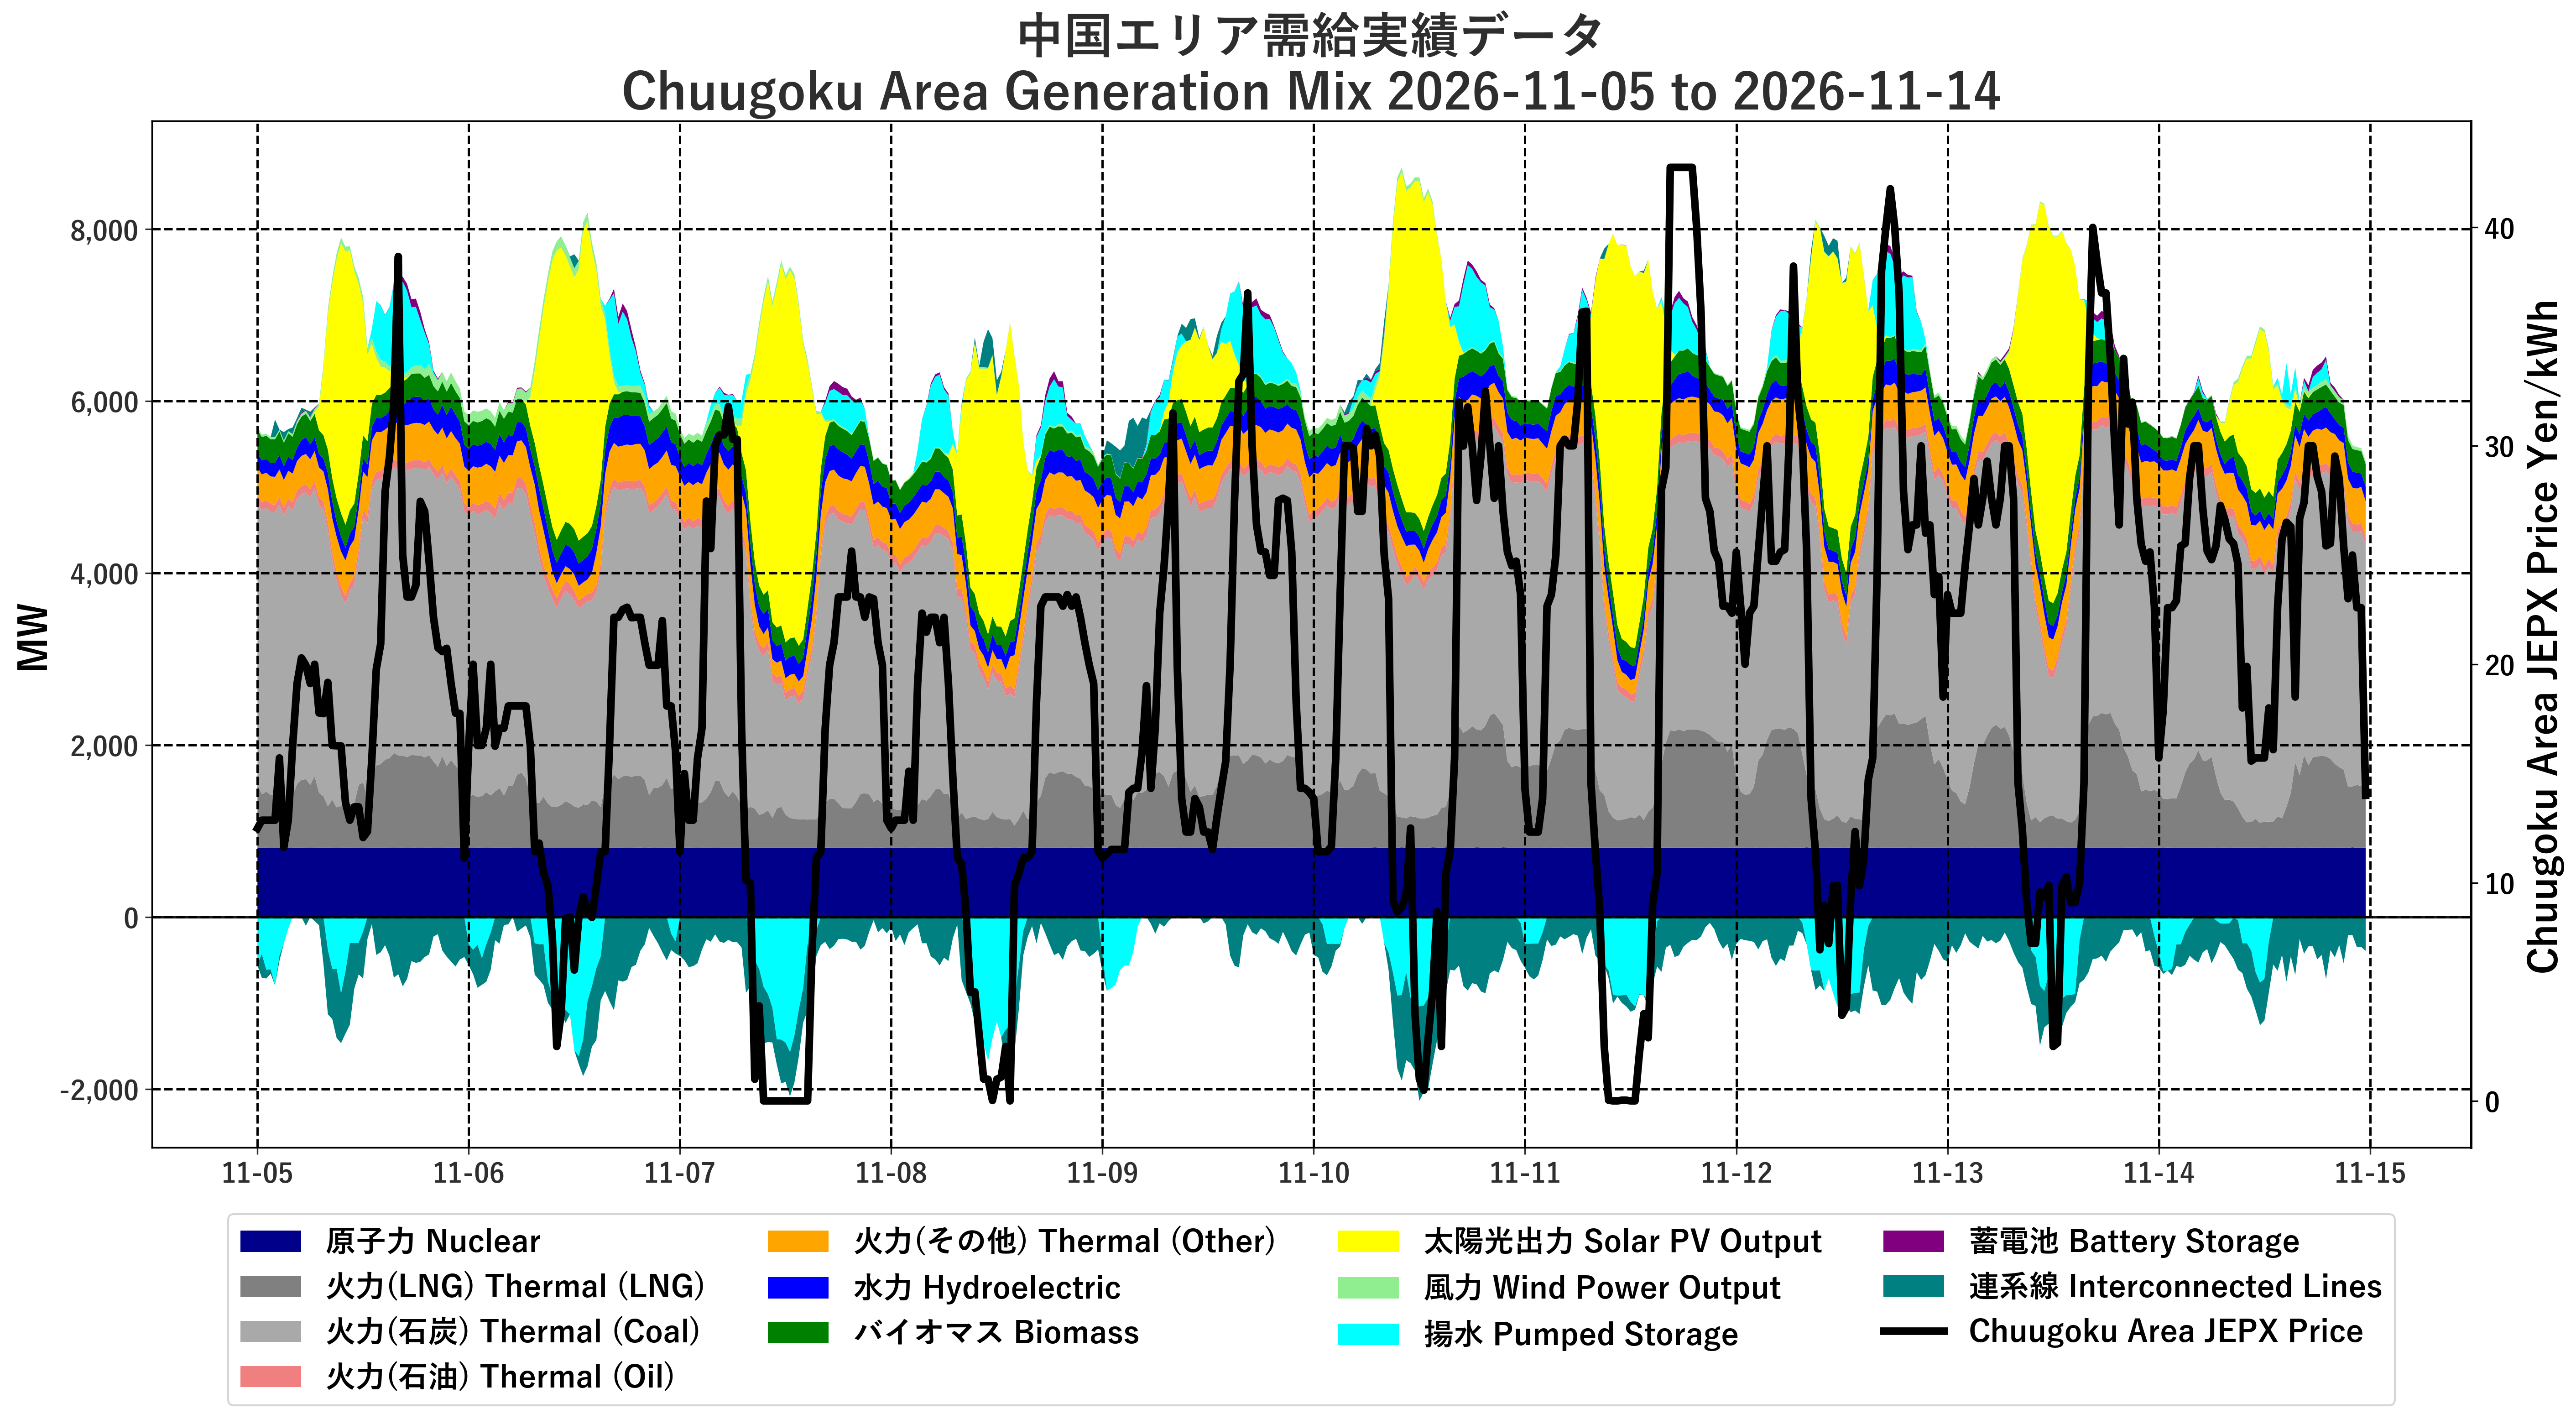 中国エリア需給実績データ
Chuugoku Area Generation Mix 2026-11-05 to 2026-11-14
MW
8,000
6,000
4,000
2,000
0
-2,000
40
30
20
10
0
Chuugoku Area JEPX Price Yen/kWh
11-05
11-06
11-07
11-08
11-09
11-10
11-11
11-12
11-13
11-14
11-15
原子力 Nuclear
火力(LNG) Thermal (LNG)
火力(石炭) Thermal (Coal)
火力(石油) Thermal (Oil)
火力(その他) Thermal (Other)
水力 Hydroelectric
バイオマス Biomass
太陽光出力 Solar PV Output
風力 Wind Power Output
揚水 Pumped Storage
蓄電池 Battery Storage
連系線 Interconnected Lines
Chuugoku Area JEPX Price